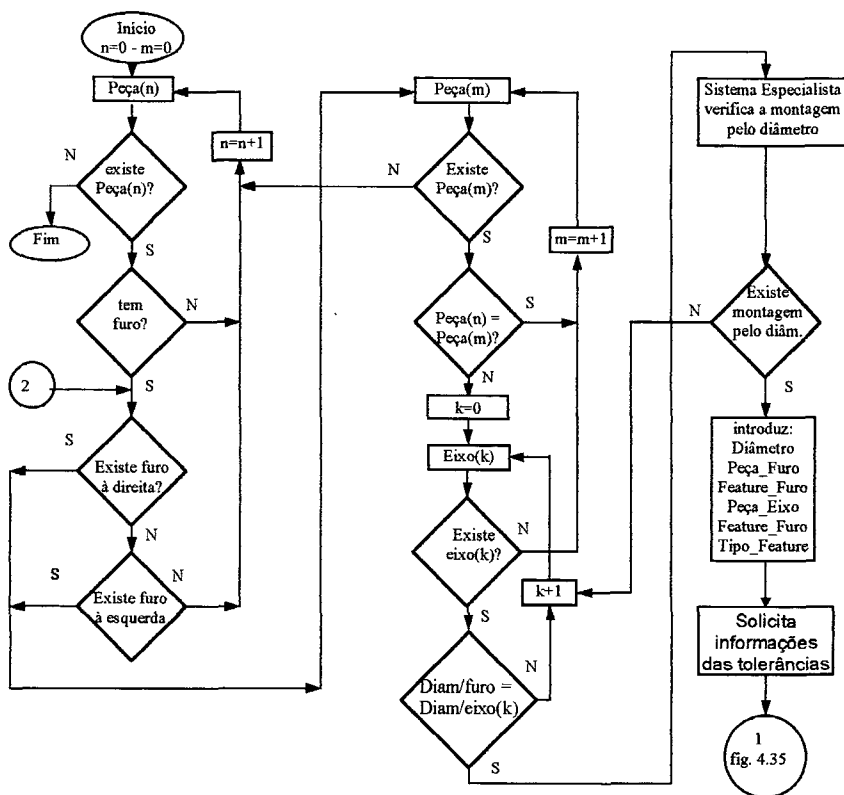 Início
n=0 - m=0
Peça(n)
n=n+1
N
existe
Peça(n)?
Fim
S
tem
furo?
N
2
S
S
Existe furo
à direita?
N
S
N
Existe furo
à esquerda
Peça(m)
N
Existe
Peça(m)?
S
m=m+1
S
Peça(n) =
Peça(m)?
N
k=0
Eixo(k)
Existe
eixo(k)?
N
k+1
S
N
Diam/furo =
Diam/eixo(k)
S
Sistema Especialista
verifica a montagem
pelo diâmetro
N
Existe
montagem
pelo diâm.
S
introduz:
Diâmetro
Peça_Furo
Feature_Furo
Peça_Eixo
Feature_Furo
Tipo_Feature
Solicita
informações
das tolerâncias
1
fig. 4.35